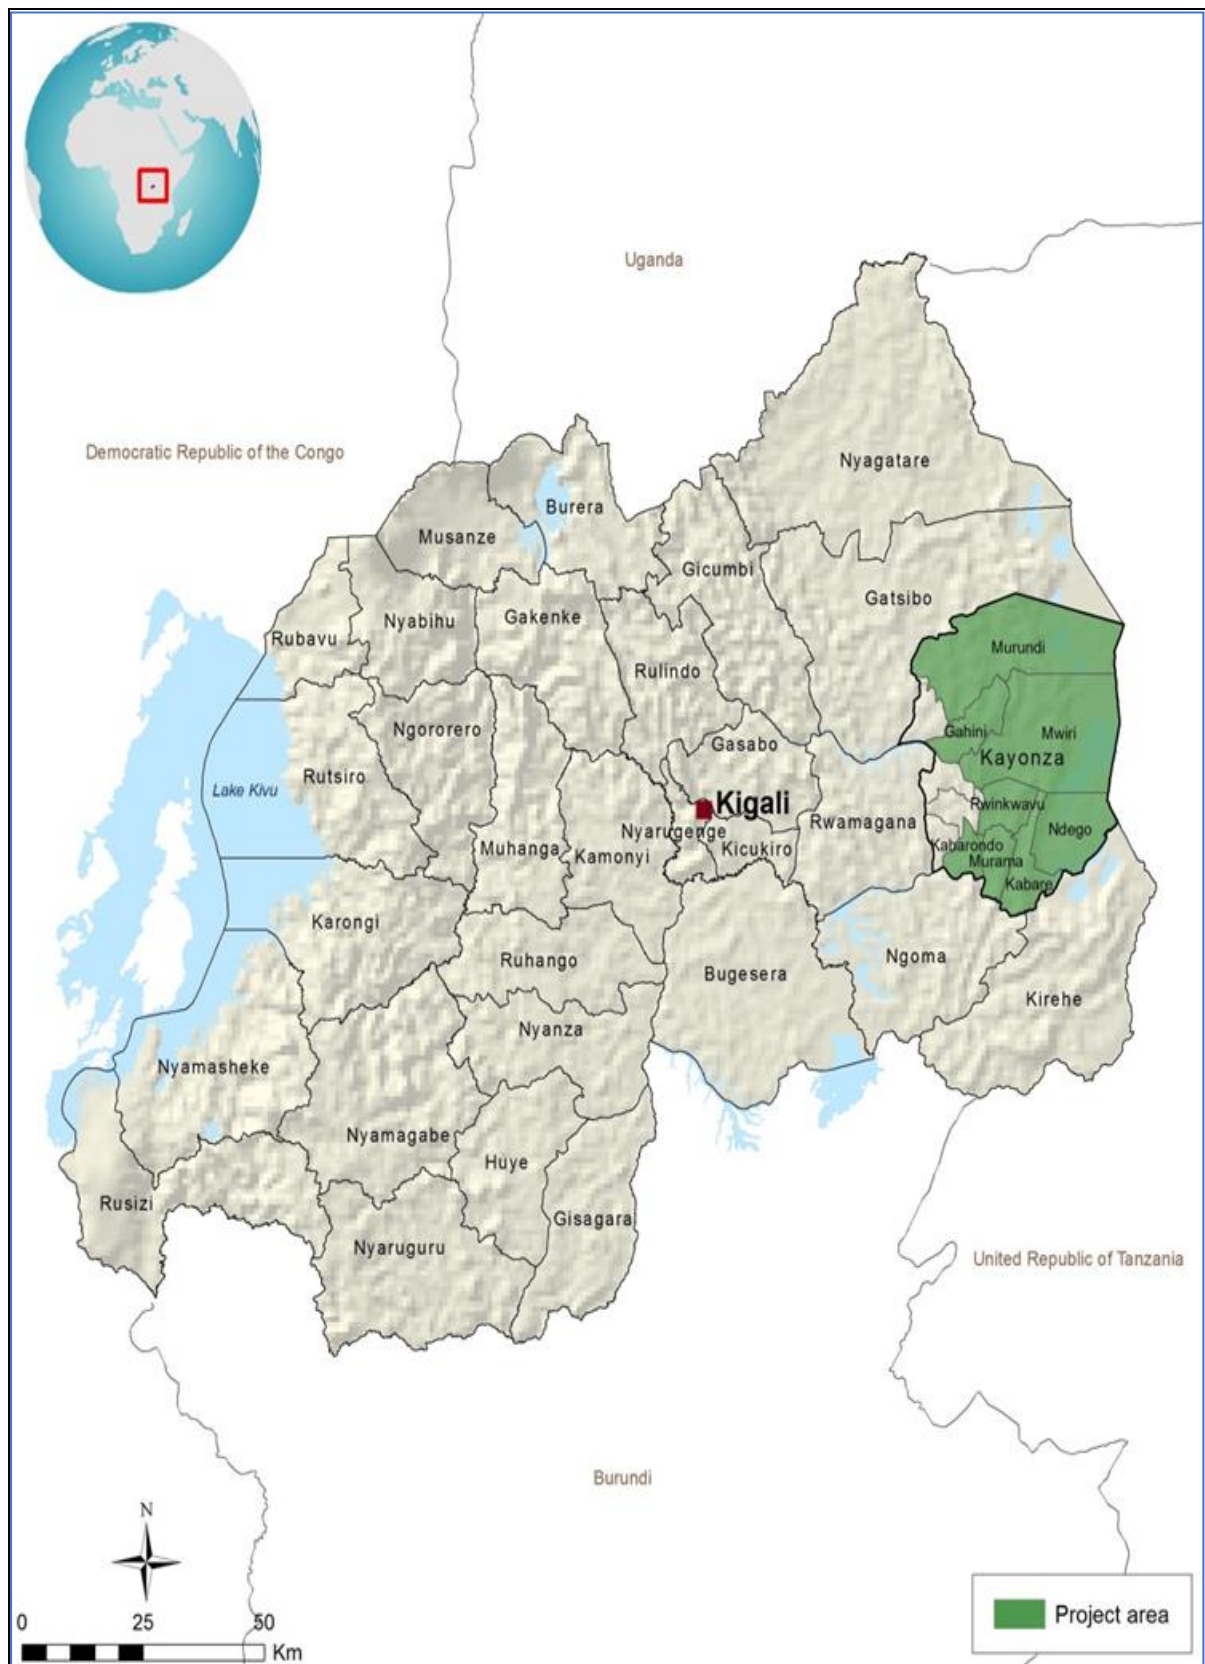 Uganda
Democratic Republic of the Congo
Nyagatare
Burera
Musanze
Gicumbi
Gatsibo
Gakenke
Nyabihu
Rubavu
Murundi
Rulindo
Ngororero
Gahini
Mwiri
Gasabo
Kayonza
Rutsiro
Lake Kivu
Kigali
Rwinkwavu
Rwamagana
Nyarugenge
Ndego
Kabarondo
Muhanga
Kamonyi
Kicukiro
Murama
Kabare
Karongi
Ngoma
Ruhango
Bugesera
Kirehe
Nyanza
Nyamasheke
Nyamagabe
Huye
Rusizi
Gisagara
Nyaruguru
United Republic of Tanzania
Burundi
N
0 25 50
Km
Project area